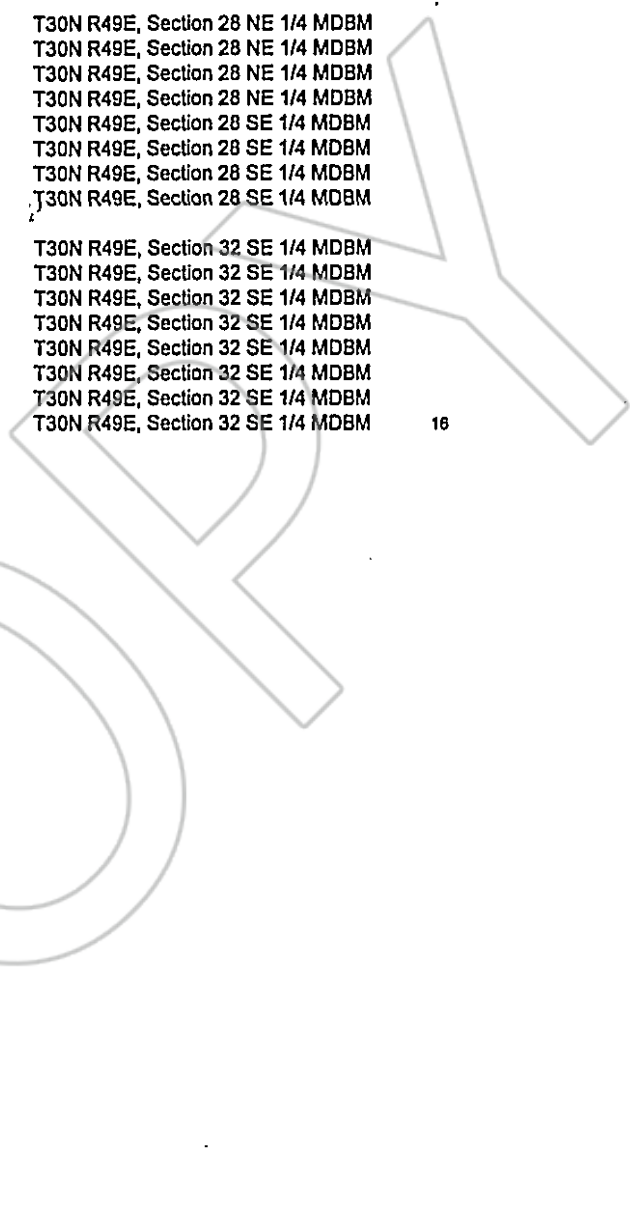 T30N R49E, Section 28 NE 1/4 MDBM
T30N R49E, Section 28 NE 1/4 MDBM
T30N R49E, Section 28 NE 1/4 MDBM
T30N R49E, Section 28 NE 1/4 MDBM
T30N R49E, Section 28 SE 1/4 MDBM
T30N R49E, Section 28 SE 1/4 MDBM
T30N R49E, Section 28 SE 1/4 MDBM
T30N R49E, Section 28 SE 1/4 MDBM
T30N R49E, Section 32 SE 1/4 MDBM
T30N R49E, Section 32 SE 1/4 MDBM
T30N R49E, Section 32 SE 1/4 MDBM
T30N R49E, Section 32 SE 1/4 MDBM
T30N R49E, Section 32 SE 1/4 MDBM
T30N R49E, Section 32 SE 1/4 MDBM
T30N R49E, Section 32 SE 1/4 MDBM
T30N R49E, Section 32 SE 1/4 MDBM 16
OPY